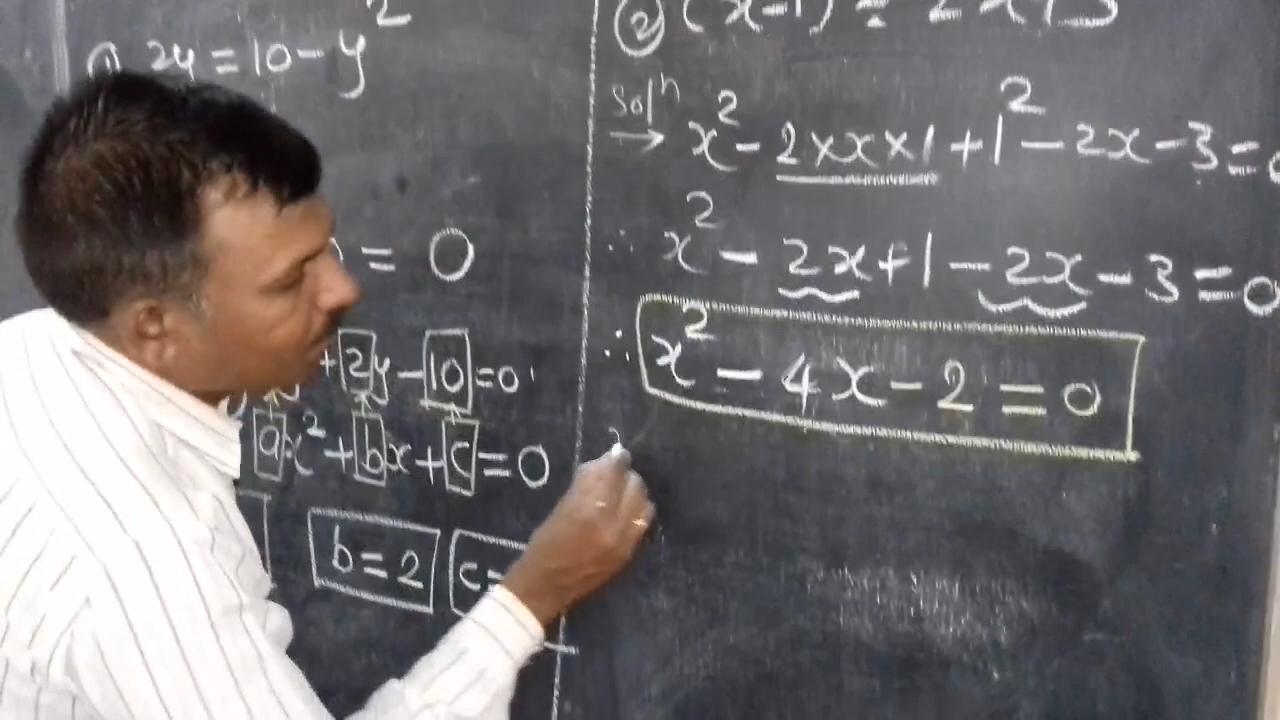 ① 2y = 10 - y²
= 0
+ 2y - 10 = 0
ax² + bx + c = 0
b = 2 c =
② (x-1)² = 2x+3
Solⁿ
→ x² - 2×x×1 + 1² - 2x - 3 = 0
∴ x² - 2x + 1 - 2x - 3 = 0
∴ x² - 4x - 2 = 0